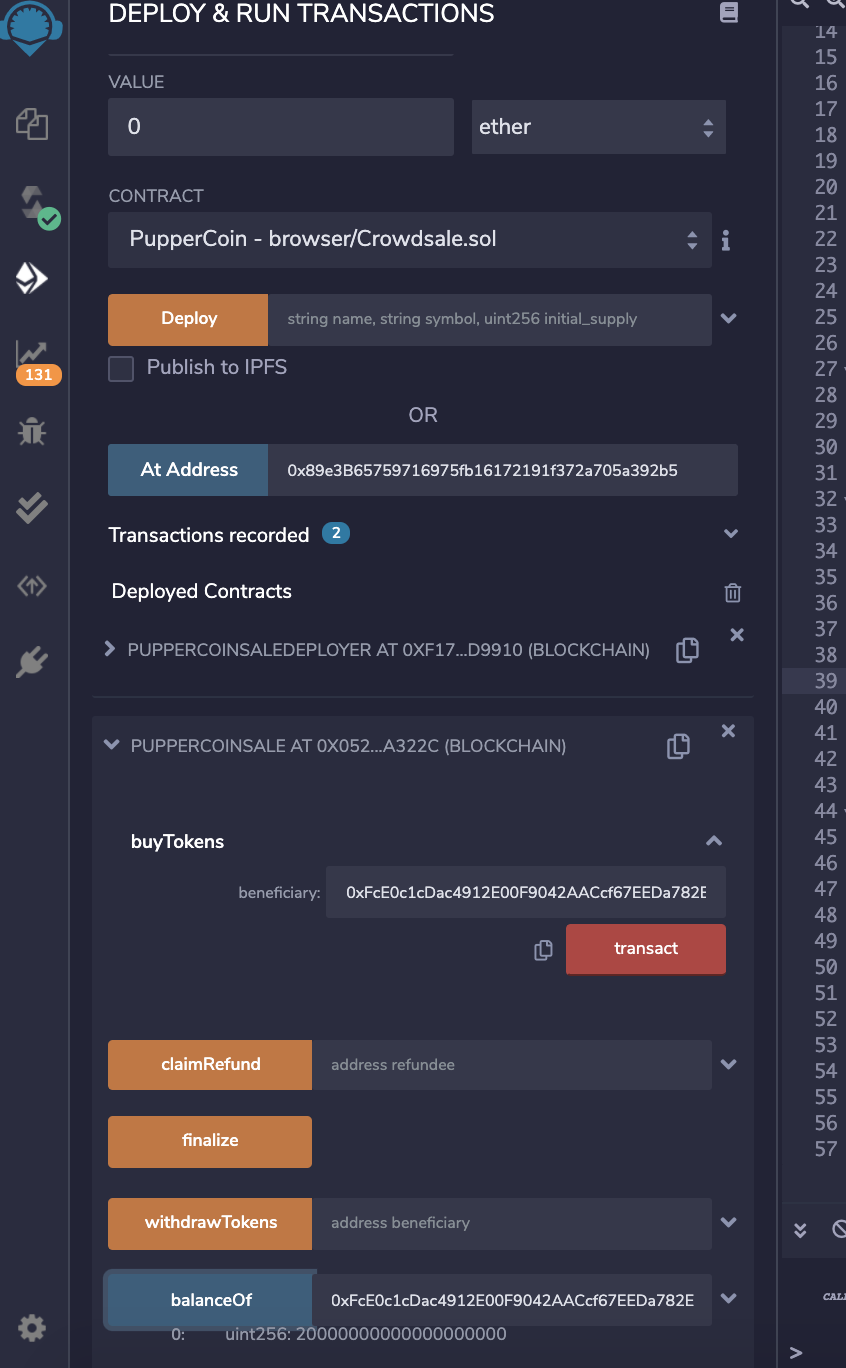 DEPLOY & RUN TRANSACTIONS
VALUE
0 ether
CONTRACT
PupperCoin - browser/Crowdsale.sol
Deploy string name, string symbol, uint256 initial_supply
Publish to IPFS
131
OR
At Address 0x89e3B65759716975fb16172191f372a705a392b5
Transactions recorded 2
Deployed Contracts
PUPPERCOINSALEDEPLOYER AT 0XF17...D9910 (BLOCKCHAIN)
PUPPERCOINSALE AT 0X052...A322C (BLOCKCHAIN)
buyTokens
beneficiary: 0xFcE0c1cDac4912E00F9042AACcf67EEDa782E
transact
claimRefund address refundee
finalize
withdrawTokens address beneficiary
balanceOf 0xFcE0c1cDac4912E00F9042AACcf67EEDa782E
0: uint256: 20000000000000000000
14
15
16
17
18
19
20
21
22
23
24
25
26
27
28
29
30
31
32
33
34
35
36
37
38
39
40
41
42
43
44
45
46
47
48
49
50
51
52
53
54
55
56
57
>